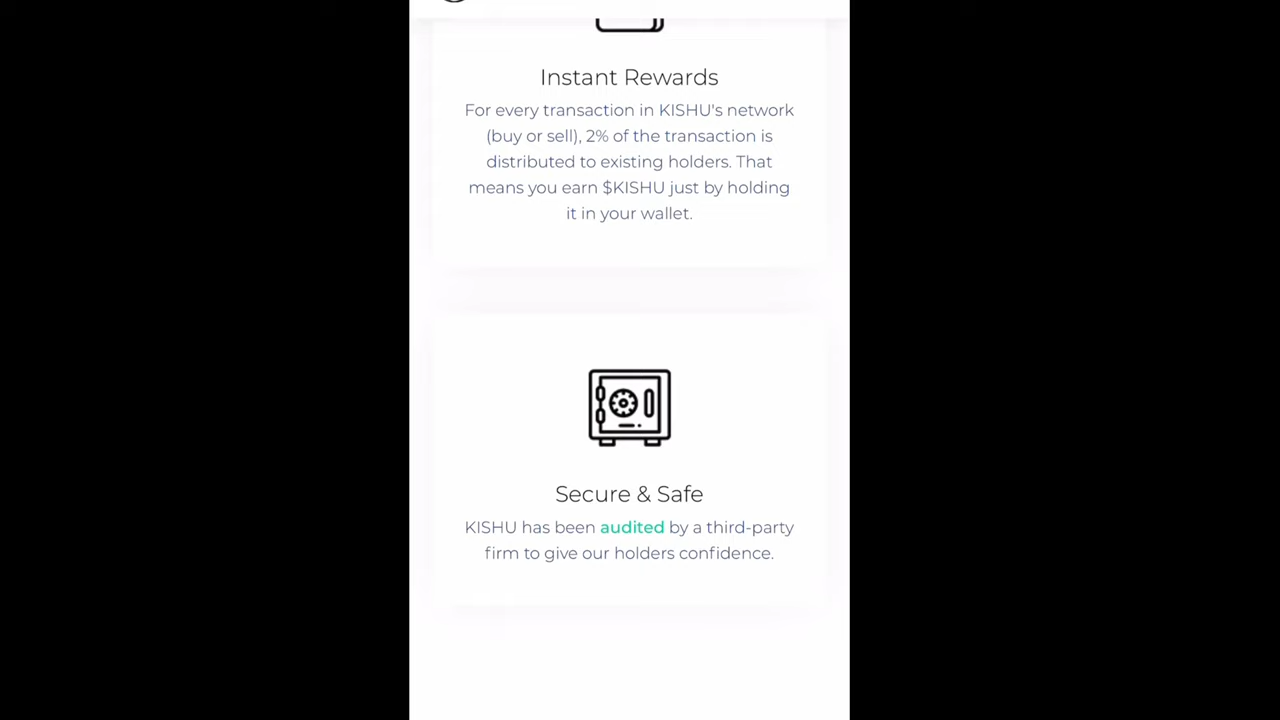 Instant Rewards
For every transaction in KISHU's network
(buy or sell), 2% of the transaction is
distributed to existing holders. That
means you earn $KISHU just by holding
it in your wallet.
Secure & Safe
KISHU has been audited by a third-party
firm to give our holders confidence.